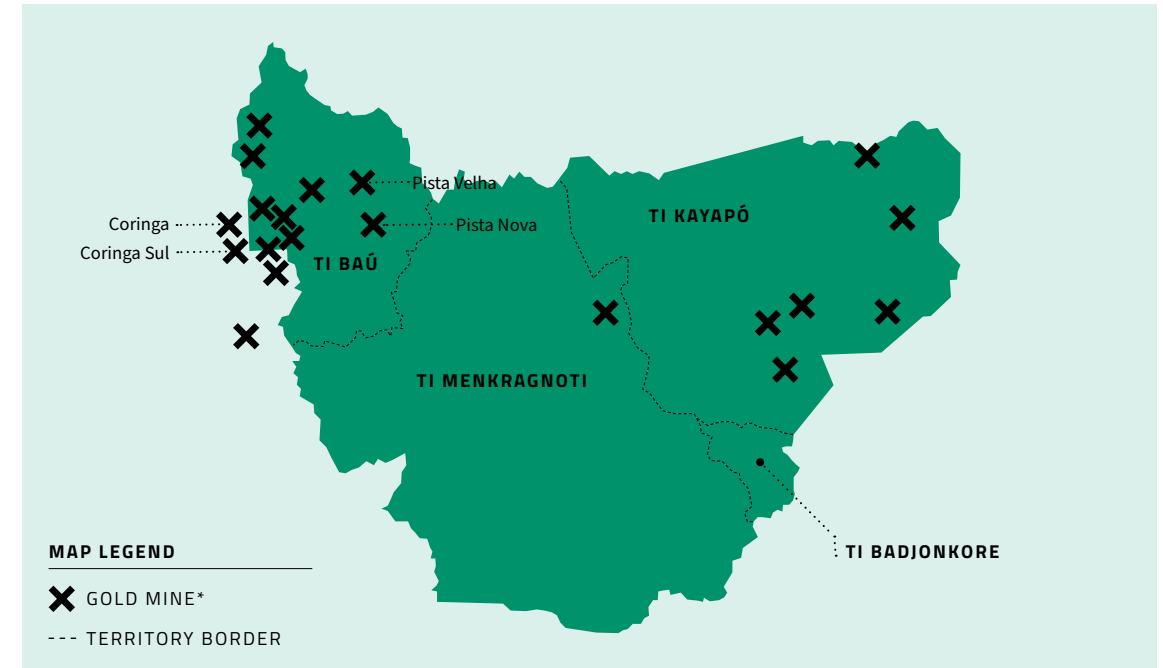 Pista Velha
TI KAYAPÓ
Coringa
Pista Nova
Coringa Sul
TI BAÚ
TI MENKRAGNOTI
TI BADJONKORE
MAP LEGEND
GOLD MINE*
TERRITORY BORDER